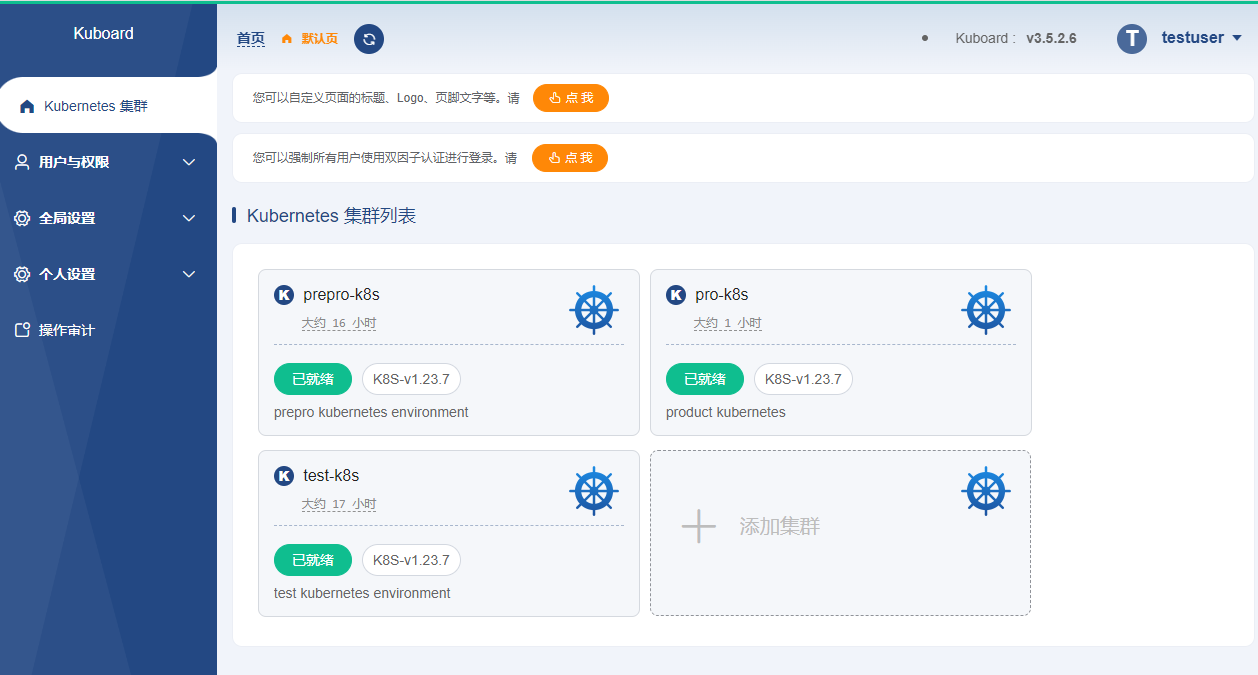 Kuboard
首页 默认页
Kuboard : v3.5.2.6
T testuser
Kubernetes 集群
用户与权限
全局设置
个人设置
操作审计
您可以自定义页面的标题、Logo、页脚文字等。请 点 我
您可以强制所有用户使用双因子认证进行登录。请 点 我
Kubernetes 集群列表
K prepro-k8s
大约 16 小时
已就绪 K8S-v1.23.7
prepro kubernetes environment
K pro-k8s
大约 1 小时
已就绪 K8S-v1.23.7
product kubernetes
K test-k8s
大约 17 小时
已就绪 K8S-v1.23.7
test kubernetes environment
添加集群